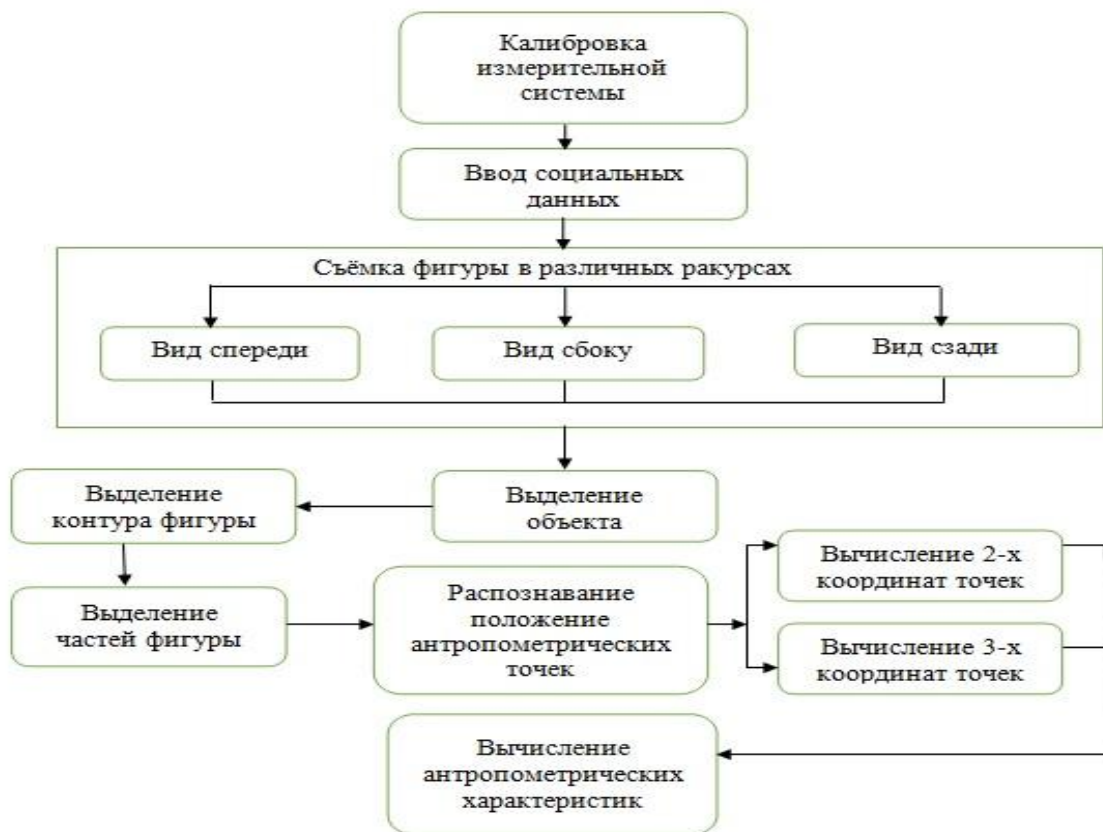 Калибровка
измерительной
системы
Ввод социальных
данных
Съёмка фигуры в различных ракурсах
Вид спереди
Вид сбоку
Вид сзади
Выделение
контура фигуры
Выделение
объекта
Выделение
частей фигуры
Распознавание
положение
антропометрических
точек
Вычисление 2-х
координат точек
Вычисление 3-х
координат точек
Вычисление
антропометрических
характеристик